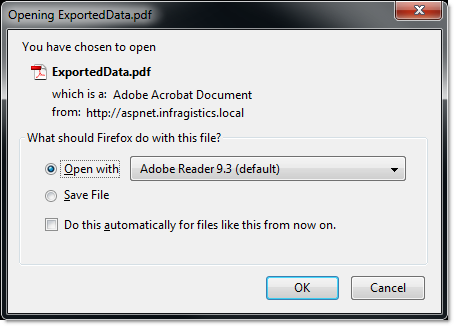 Opening ExportedData.pdf
You have chosen to open
ExportedData.pdf
which is a: Adobe Acrobat Document
from: http://aspnet.infragistics.local
What should Firefox do with this file?
Open with Adobe Reader 9.3 (default)
Save File
Do this automatically for files like this from now on.
OK Cancel